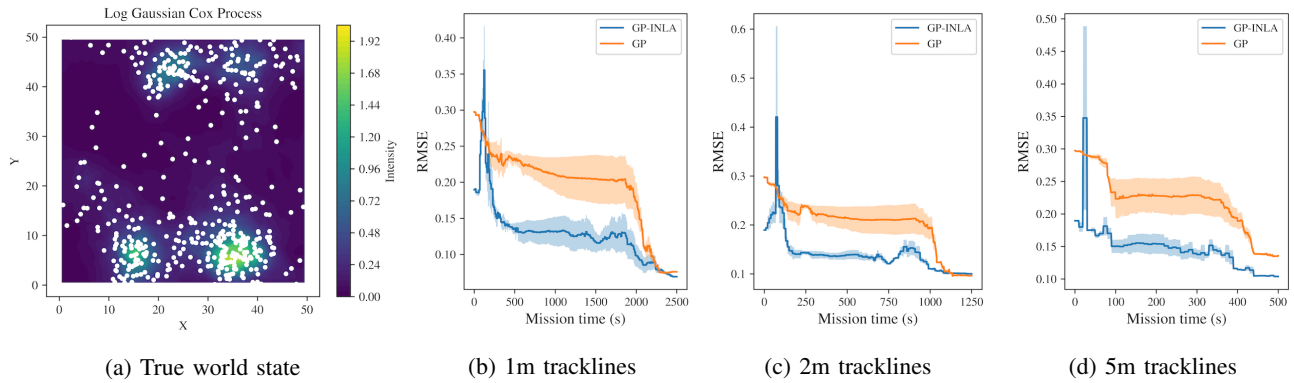 Log Gaussian Cox Process
50
40
30
20
10
0
Y
0 10 20 30 40 50
X
1.92
1.68
1.44
1.20
0.96
0.72
0.48
0.24
0.00
Intensity
(a) True world state
GP-INLA
GP
0.40
0.35
0.30
0.25
0.20
0.15
0.10
RMSE
0 500 1000 1500 2000 2500
Mission time (s)
(b) 1m tracklines
GP-INLA
GP
0.6
0.5
0.4
0.3
0.2
0.1
RMSE
0 250 500 750 1000 1250
Mission time (s)
(c) 2m tracklines
GP-INLA
GP
0.50
0.45
0.40
0.35
0.30
0.25
0.20
0.15
0.10
RMSE
0 100 200 300 400 500
Mission time (s)
(d) 5m tracklines